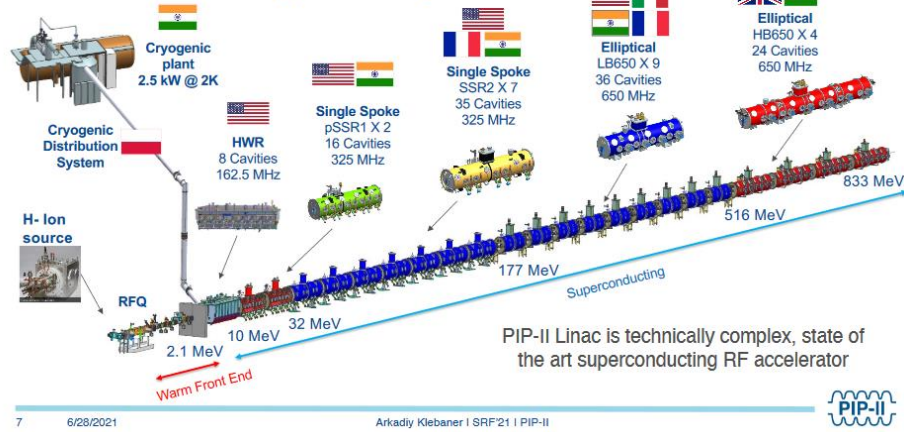 Cryogenic
plant
2.5 kW @ 2K
Cryogenic
Distribution
System
H- Ion
source
RFQ
HWR
8 Cavities
162.5 MHz
Single Spoke
pSSR1 X 2
16 Cavities
325 MHz
Single Spoke
SSR2 X 7
35 Cavities
325 MHz
Elliptical
LB650 X 9
36 Cavities
650 MHz
Elliptical
HB650 X 4
24 Cavities
650 MHz
2.1 MeV
10 MeV
32 MeV
177 MeV
516 MeV
833 MeV
Warm Front End
Superconducting
PIP-II Linac is technically complex, state of
the art superconducting RF accelerator
7 6/28/2021 Arkadiy Klebaner | SRF'21 | PIP-II
PIP-II